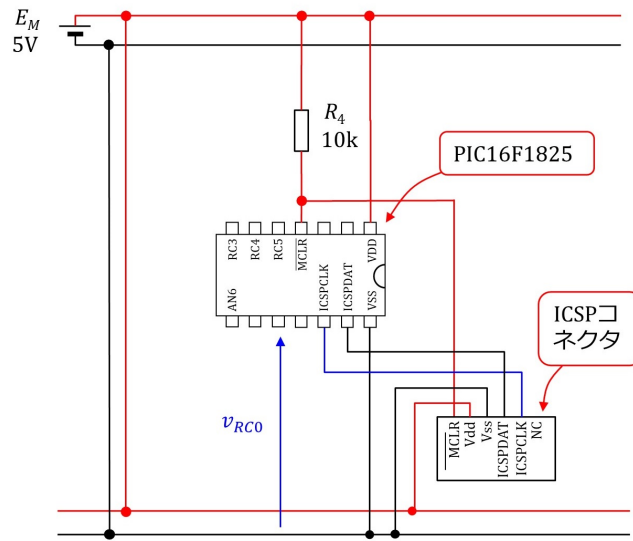 E_M
5V
R_4
10k
PIC16F1825
RC3
RC4
RC5
MCLR
VDD
AN6
ICSPCLK
ICSPDAT
VSS
ICSPコ
ネクタ
v_RC0
MCLR
Vdd
Vss
ICSPDAT
ICSPCLK
NC